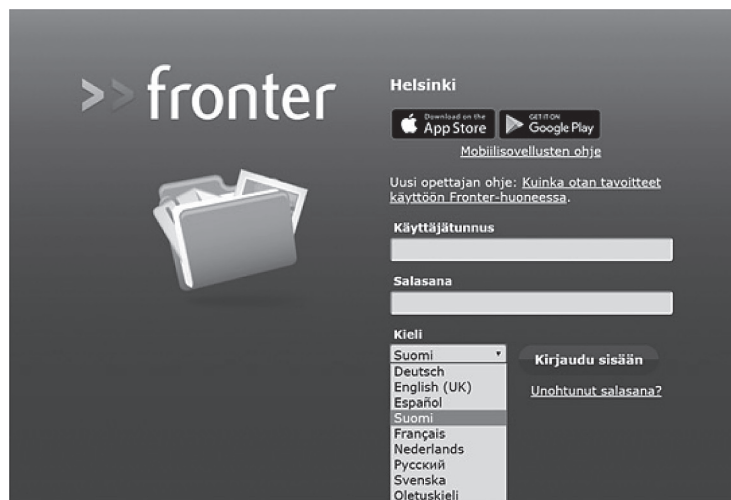 >> fronter
Helsinki
Download on the
App Store
GET IT ON
Google Play
Mobiilisovellusten ohje
Uusi opettajan ohje: Kuinka otan tavoitteet
käyttöön Fronter-huoneessa.
Käyttäjätunnus
Salasana
Kieli
Suomi
Kirjaudu sisään
Unohtunut salasana?
Deutsch
English (UK)
Español
Suomi
Français
Nederlands
Русский
Svenska
Oletuskieli